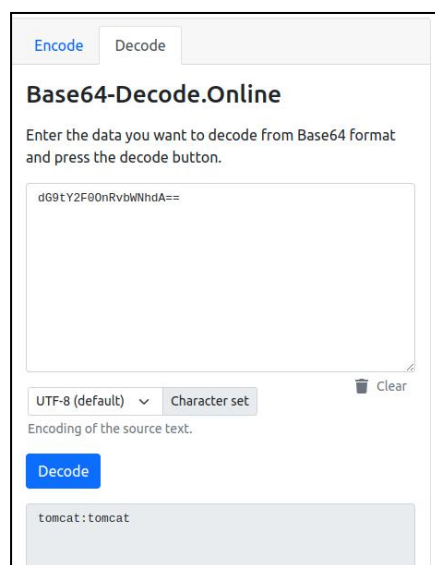 Encode Decode
Base64-Decode.Online
Enter the data you want to decode from Base64 format
and press the decode button.
dG9tY2F0OnRvbWNhdA==
Clear
UTF-8 (default) Character set
Encoding of the source text.
Decode
tomcat:tomcat